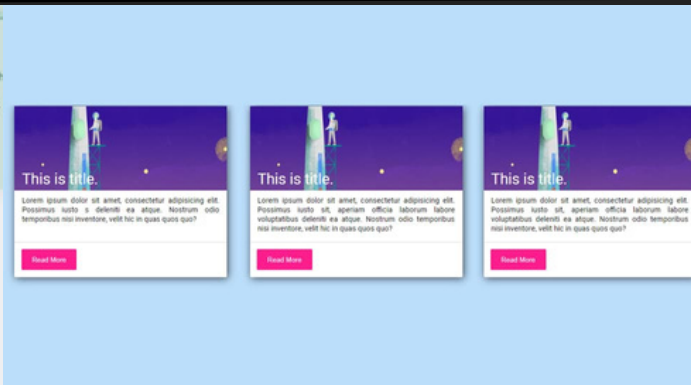 This is title.
Lorem ipsum dolor sit amet, consectetur adipisicing elit.
Possimus iusto s deleniti ea atque. Nostrum odio
temporibus nisi inventore, velit hic in quas quos quo?
Read More
This is title.
Lorem ipsum dolor sit amet, consectetur adipisicing elit.
Possimus iusto sit, aperiam officia laborum labore
voluptatibus deleniti ea atque. Nostrum odio temporibus
nisi inventore, velit hic in quas quos quo?
Read More
This is title.
Lorem ipsum dolor sit amet, consectetur adipisicing elit.
Possimus iusto sit, aperiam officia laborum labore
voluptatibus deleniti ea atque. Nostrum odio temporibus
nisi inventore, velit hic in quas quos quo?
Read More